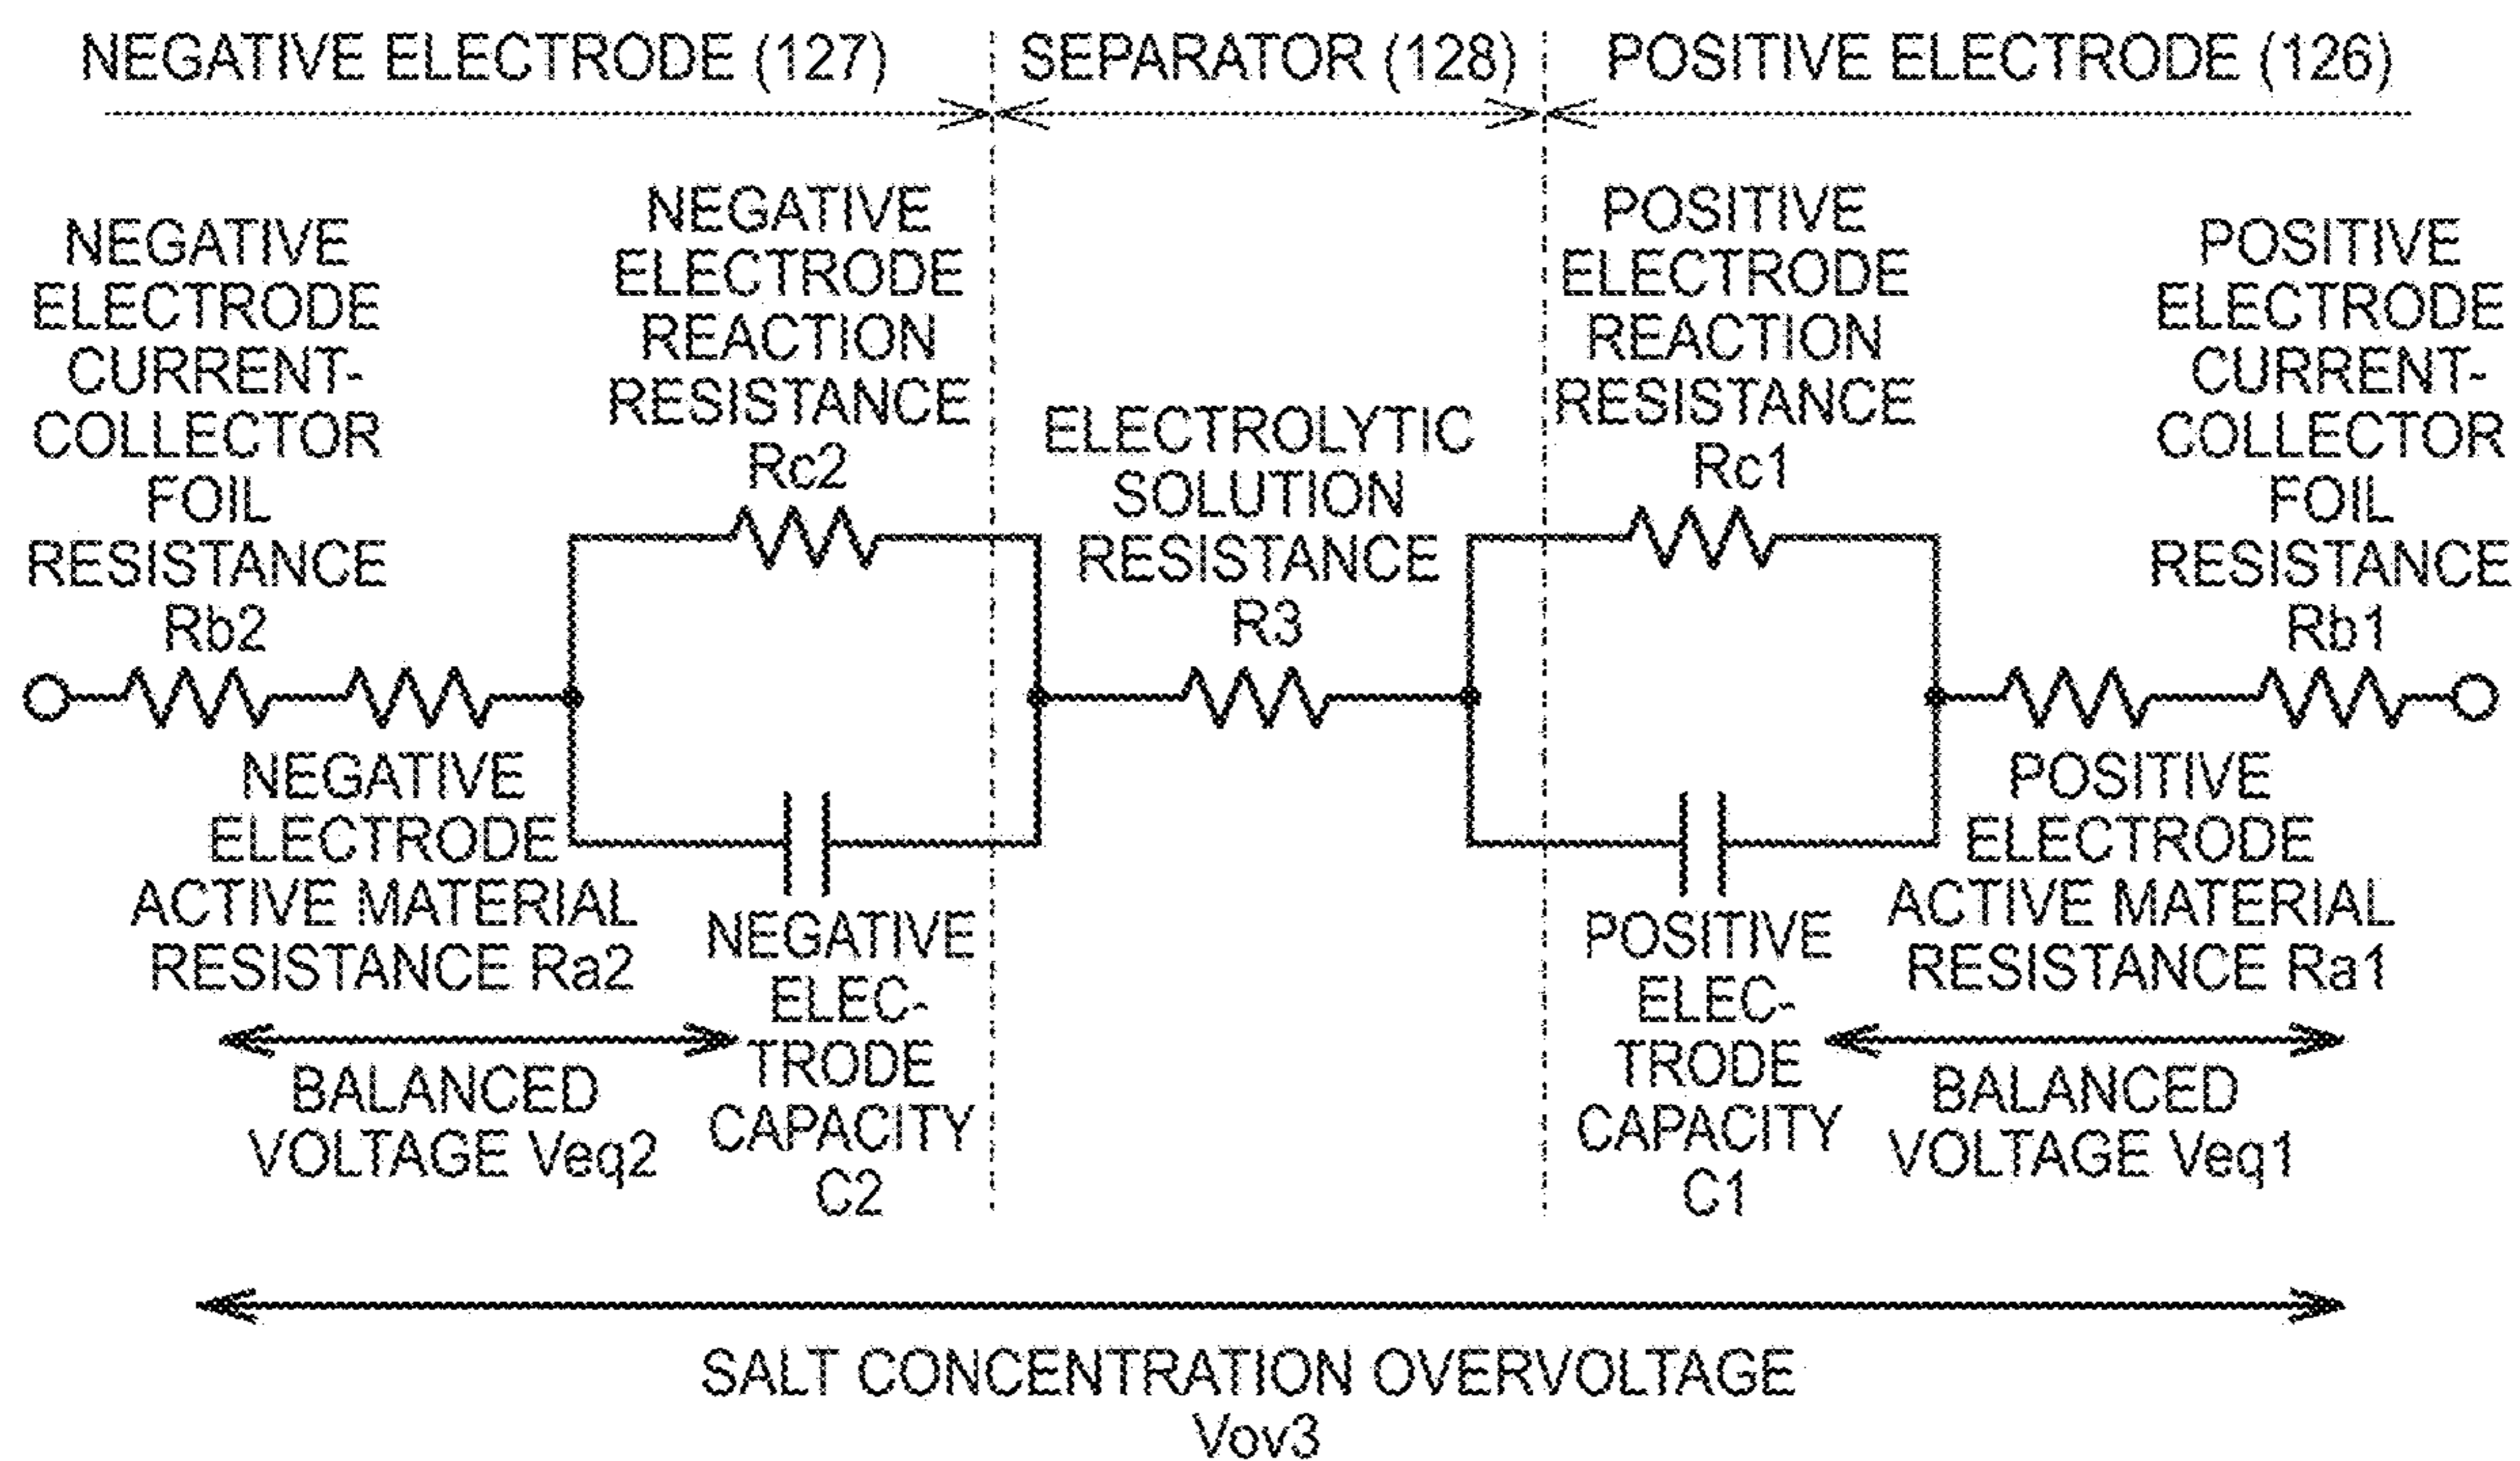 NEGATIVE ELECTRODE (127)
SEPARATOR (128)
POSITIVE ELECTRODE (126)
NEGATIVE
ELECTRODE
CURRENT-
COLLECTOR
FOIL
RESISTANCE
Rb2
NEGATIVE
ELECTRODE
REACTION
RESISTANCE
Rc2
ELECTROLYTIC
SOLUTION
RESISTANCE
R3
POSITIVE
ELECTRODE
REACTION
RESISTANCE
Rc1
POSITIVE
ELECTRODE
CURRENT-
COLLECTOR
FOIL
RESISTANCE
Rb1
NEGATIVE
ELECTRODE
ACTIVE MATERIAL
RESISTANCE Ra2
NEGATIVE
ELEC-
TRODE
CAPACITY
C2
POSITIVE
ELEC-
TRODE
CAPACITY
C1
POSITIVE
ELECTRODE
ACTIVE MATERIAL
RESISTANCE Ra1
BALANCED
VOLTAGE Veq2
BALANCED
VOLTAGE Veq1
SALT CONCENTRATION OVERVOLTAGE
Vov3